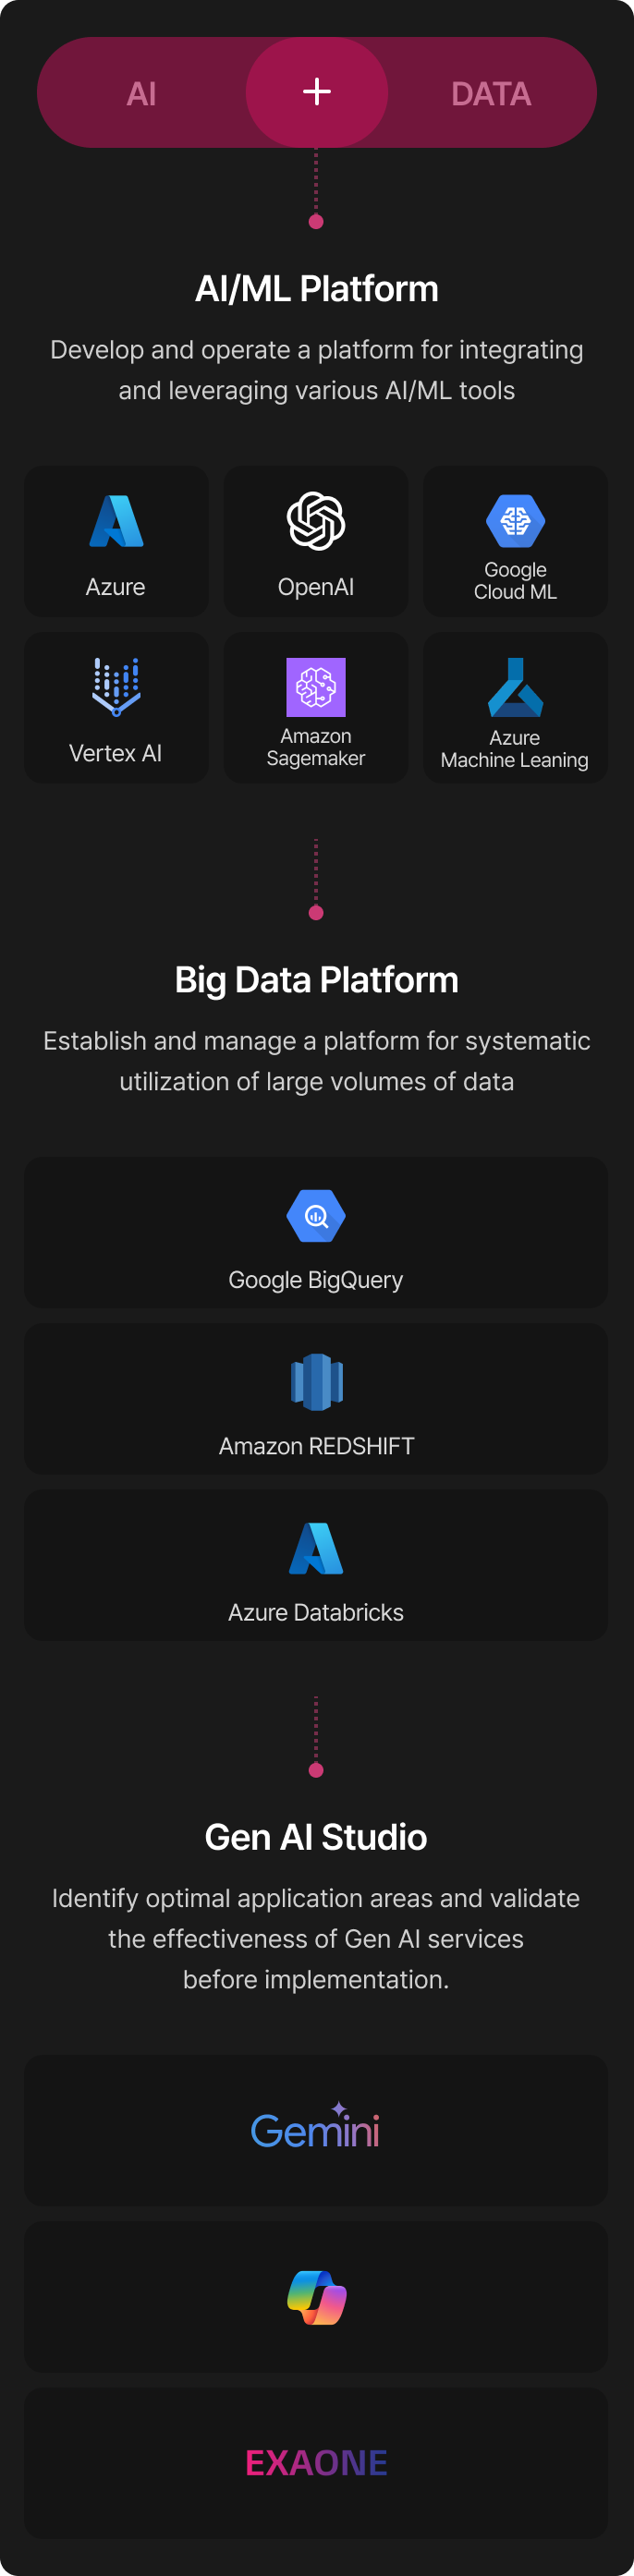 AI
+
DATA
AI/ML Platform
Develop and operate a platform for integrating
and leveraging various AI/ML tools
Azure
OpenAI
Google
Cloud ML
Vertex AI
Amazon
Sagemaker
Azure
Machine Leaning
Big Data Platform
Establish and manage a platform for systematic
utilization of large volumes of data
Google BigQuery
Amazon REDSHIFT
Azure Databricks
Gen AI Studio
Identify optimal application areas and validate
the effectiveness of Gen AI services
before implementation.
Gemini
EXAONE